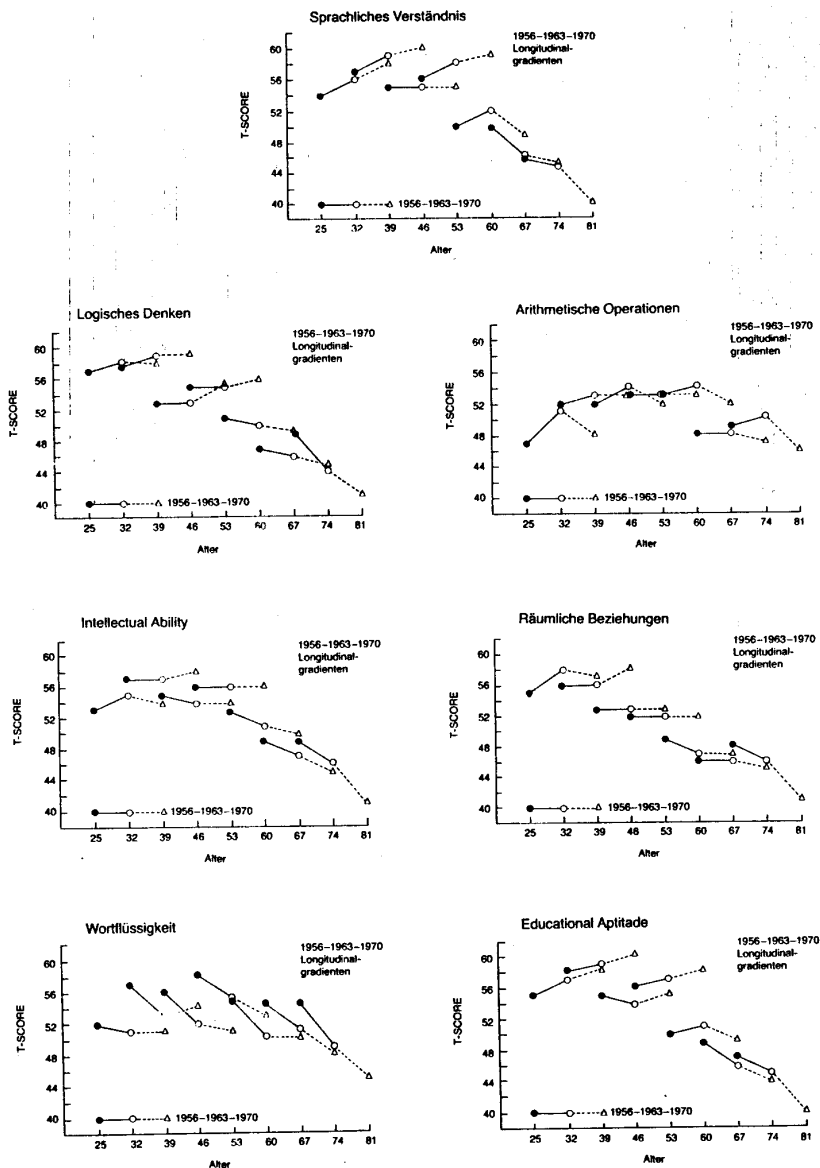 Sprachliches Verständnis
1956–1963–1970
Longitudinal-
gradienten
T-SCORE
60
56
52
48
44
40
1956–1963–1970
25 32 39 46 53 60 67 74 81
Alter
Logisches Denken
1956–1963–1970
Longitudinal-
gradienten
T-SCORE
60
56
52
48
44
40
1956–1963–1970
25 32 39 46 53 60 67 74 81
Alter
Arithmetische Operationen
1956–1963–1970
Longitudinal-
gradienten
T-SCORE
60
56
52
48
44
40
1956–1963–1970
25 32 39 46 53 60 67 74 81
Alter
Intellectual Ability
1956–1963–1970
Longitudinal-
gradienten
T-SCORE
60
56
52
48
44
40
1956–1963–1970
25 32 39 46 53 60 67 74 81
Alter
Räumliche Beziehungen
1956–1963–1970
Longitudinal-
gradienten
T-SCORE
60
56
52
48
44
40
1956–1963–1970
25 32 39 46 53 60 67 74 81
Alter
Wortflüssigkeit
1956–1963–1970
Longitudinal-
gradienten
T-SCORE
60
56
52
48
44
40
1956–1963–1970
25 32 39 46 53 60 67 74 81
Alter
Educational Aptitade
1956–1963–1970
Longitudinal-
gradienten
T-SCORE
60
56
52
48
44
40
1956–1963–1970
25 32 39 46 53 60 67 74 81
Alter